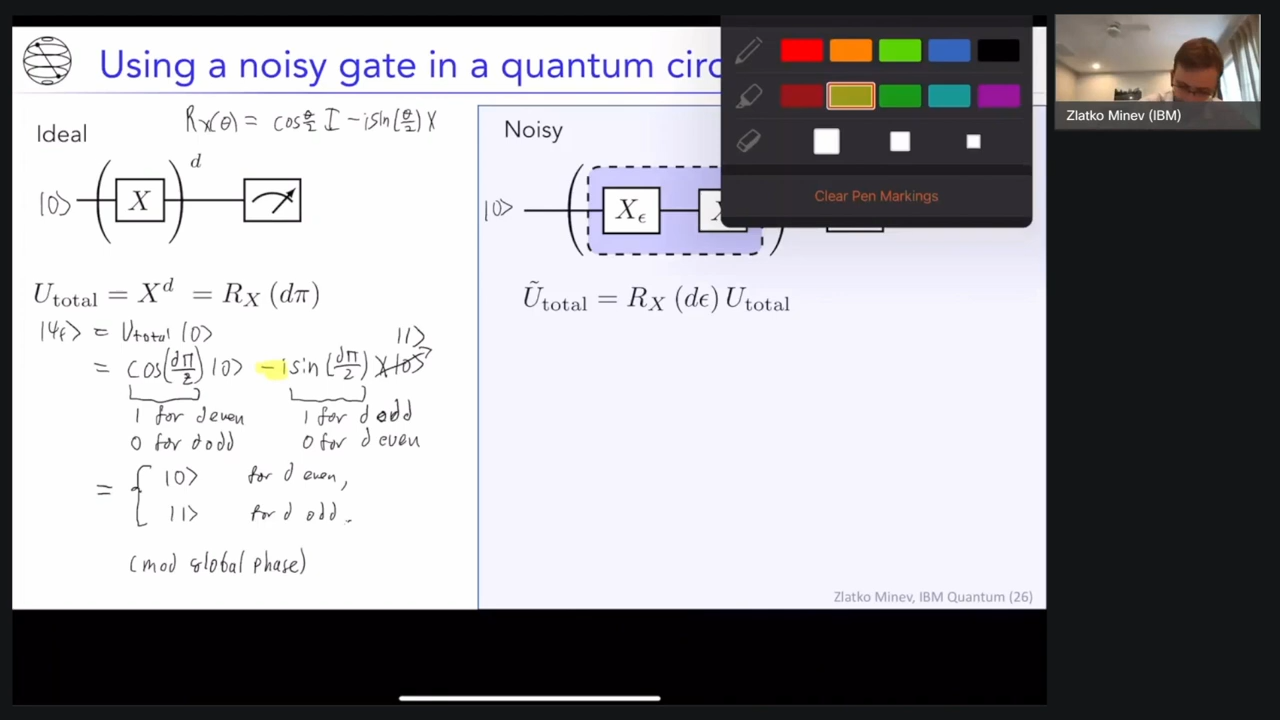 Using a noisy gate in a quantum circ
Ideal
R_X(θ) = cos θ/2 I - i sin(θ/2) X
|0⟩ ( X )^d
U_total = X^d = R_X (dπ)
|ψ_f⟩ = U_total |0⟩
|1⟩
= cos(dπ/2) |0⟩ - i sin(dπ/2) X|0⟩
1 for d even 1 for d odd
0 for d odd 0 for d even
= { |0⟩ for d even,
|1⟩ for d odd.
(mod global phase)
Noisy
|0⟩ ( X_ϵ X )
Ũ_total = R_X (dϵ) U_total
Zlatko Minev, IBM Quantum (26)
Clear Pen Markings
Zlatko Minev (IBM)